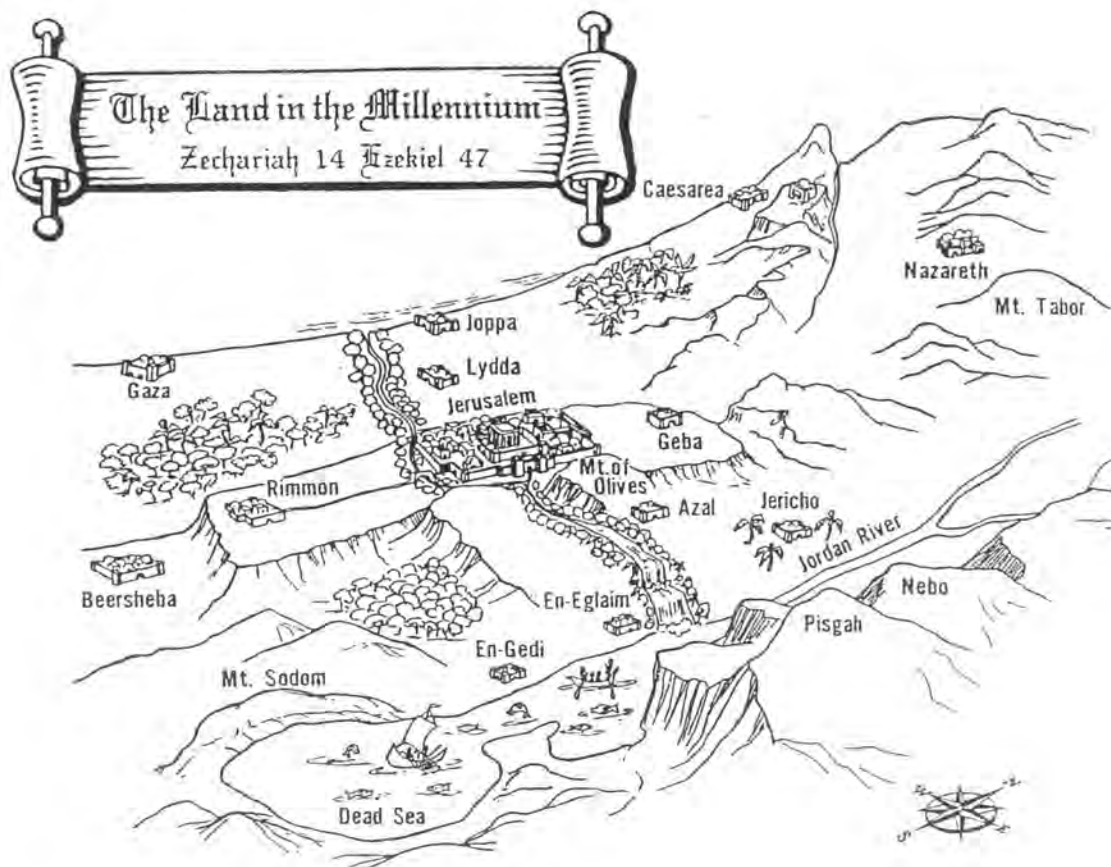 The Land in the Millennium
Zechariah 14 Ezekiel 47
Caesarea
Nazareth
Mt. Tabor
Joppa
Gaza
Lydda
Jerusalem
Geba
Mt. of
Olives
Rimmon
Azal
Jericho
Jordan River
Beersheba
En-Eglaim
Nebo
Pisgah
En-Gedi
Mt. Sodom
Dead Sea